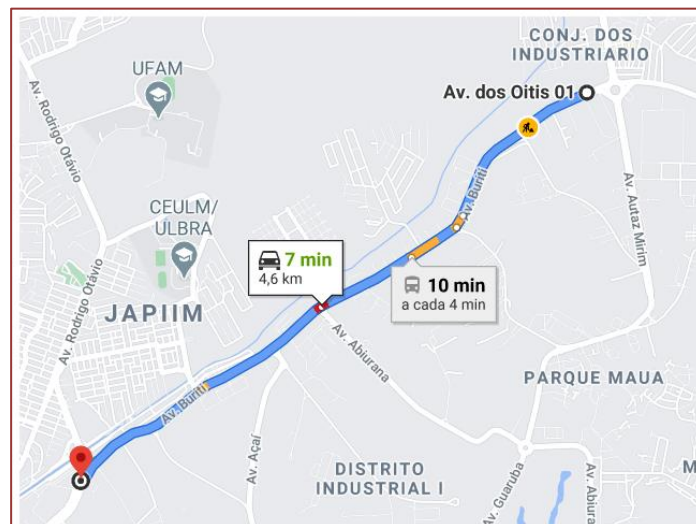 CONJ. DOS
INDUSTRIARIO
UFAM
Av. dos Oitis 01
Av. Rodrigo Otávio
Av. Buriti
CEULM/
ULBRA
Av. Autaz Mirim
7 min
4,6 km
10 min
a cada 4 min
JAPIIM
Av. Rodrigo Otávio
Av. Abiurana
PARQUE MAUA
Av. Buriti
Av. Açaí
DISTRITO
INDUSTRIAL I
Av. Guaruba
Av. Abiura
M